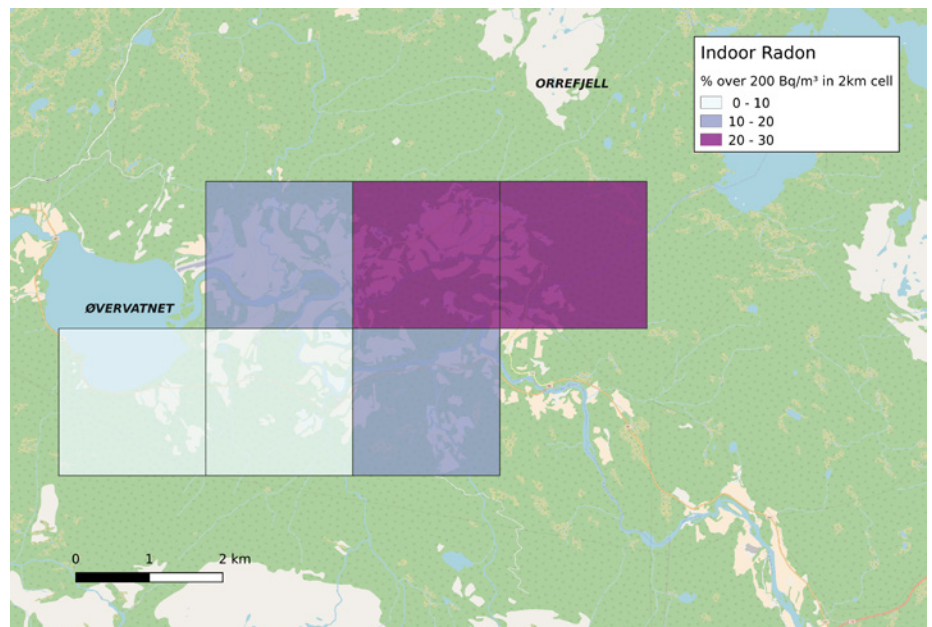 ORREFJELL
Indoor Radon
% over 200 Bq/m³ in 2km cell
0 - 10
10 - 20
20 - 30
ØVERVATNET
0 1 2 km